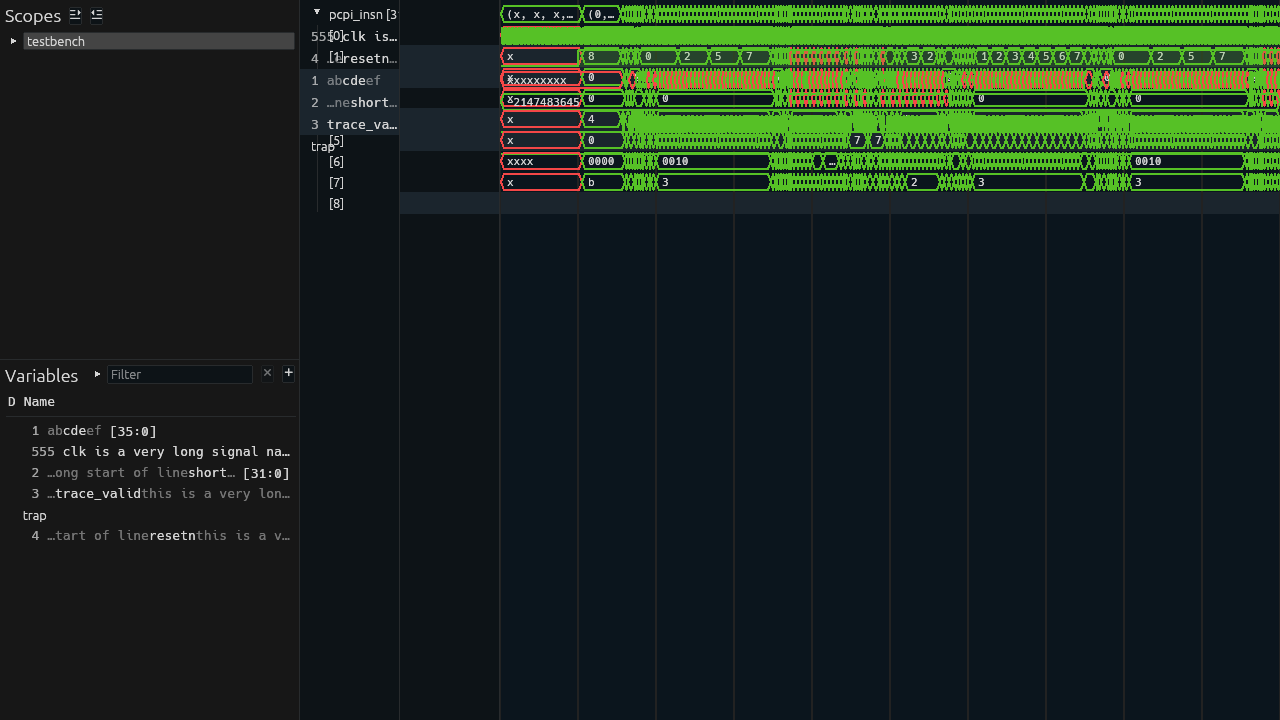 Scopes
testbench
Variables
Filter
D Name
1 abcdeef [35:0]
555 clk is a very long signal na…
2 …ong start of lineshort… [31:0]
3 …trace_validthis is a very lon…
trap
4 …tart of lineresetnthis is a v…
pcpi_insn [3
555 clk is…
[0]
4 …resetn…
[1]
1 abcdeef
2 …neshort…
3 trace_va…
[5]
trap
[6]
[7]
[8]
(x, x, x,… (0,…
x 8 0 2 5 7 3 2 1 2 3 4 5 6 7 0 2 5 7
xxxxxxxxx 0
x 2147483645 0 0 0 0
x 4
x 0 7 7
xxxx 0000 0010 … 0010
x b 3 2 3 3